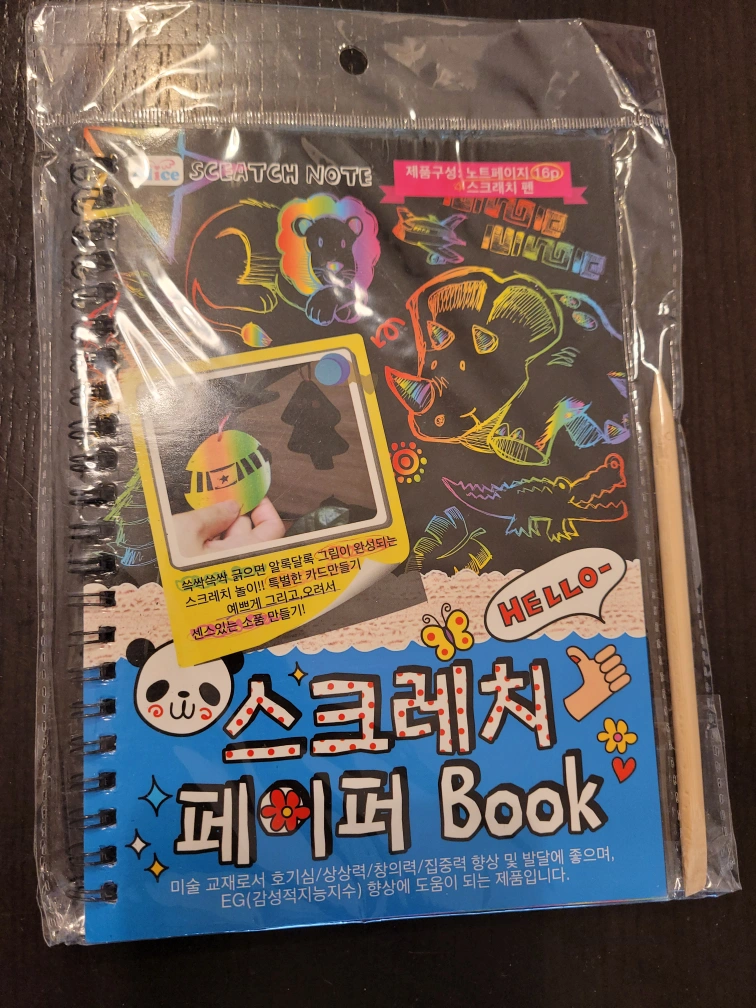 Alice SCEATCH NOTE
제품구성: 노트페이지 16p
스크래치 펜
쓱싹쓱싹 긁으면 알록달록 그림이 완성되는
스크래치 놀이!! 특별한 카드만들기
예쁘게 그리고,오려서
센스있는 소품 만들기!
HELLO-
스크레치
페이퍼 Book
미술 교재로서 호기심/상상력/창의력/집중력 향상 및 발달에 좋으며,
EG(감성적지능지수) 향상에 도움이 되는 제품입니다.